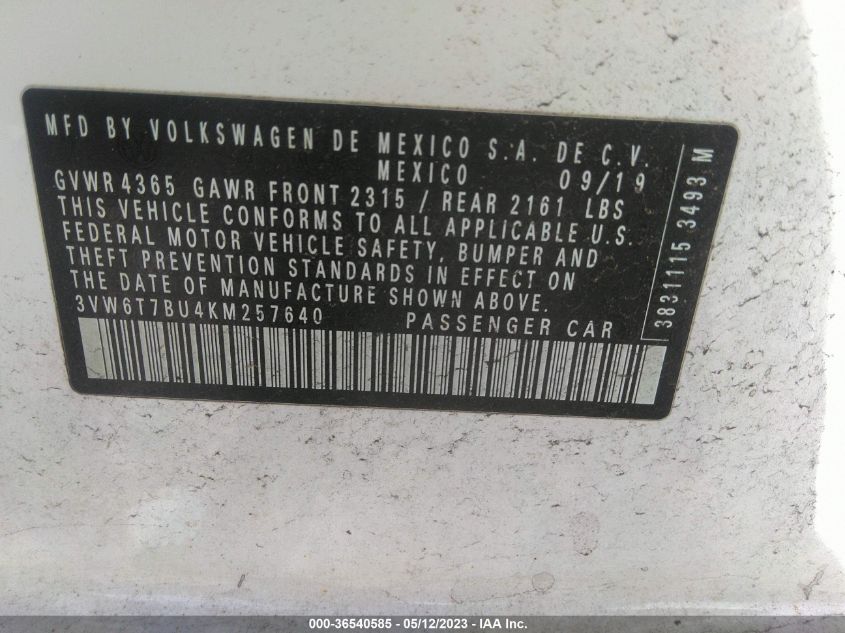 MFD BY VOLKSWAGEN DE MEXICO S.A. DE C.V.
MEXICO 09/19
GVWR 4365 GAWR FRONT 2315 / REAR 2161 LBS
THIS VEHICLE CONFORMS TO ALL APPLICABLE U.S.
FEDERAL MOTOR VEHICLE SAFETY, BUMPER AND
THEFT PREVENTION STANDARDS IN EFFECT ON
THE DATE OF MANUFACTURE SHOWN ABOVE.
3VW6T7BU4KM257640 PASSENGER CAR
3831115 3493 M
000-36540585 - 05/12/2023 - IAA Inc.